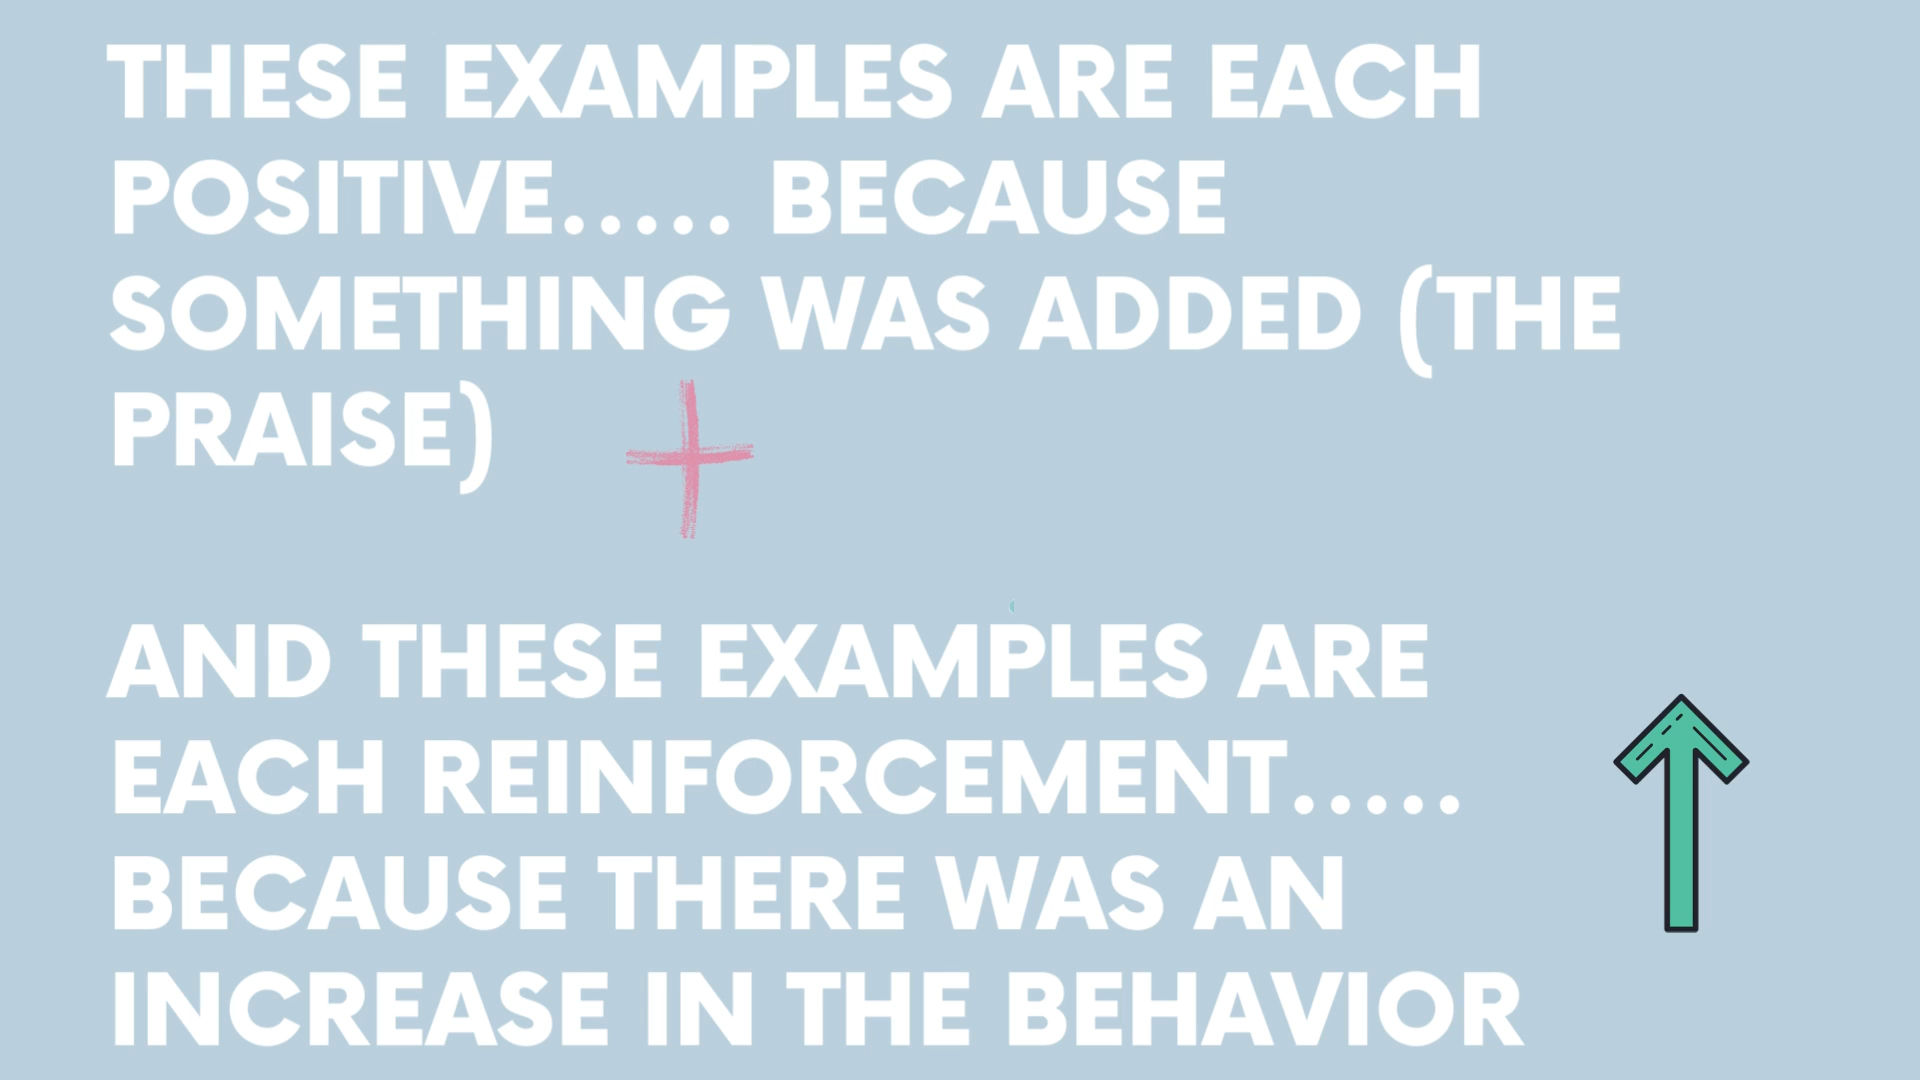 THESE EXAMPLES ARE EACH
POSITIVE..... BECAUSE
SOMETHING WAS ADDED (THE
PRAISE)
AND THESE EXAMPLES ARE
EACH REINFORCEMENT.....
BECAUSE THERE WAS AN
INCREASE IN THE BEHAVIOR